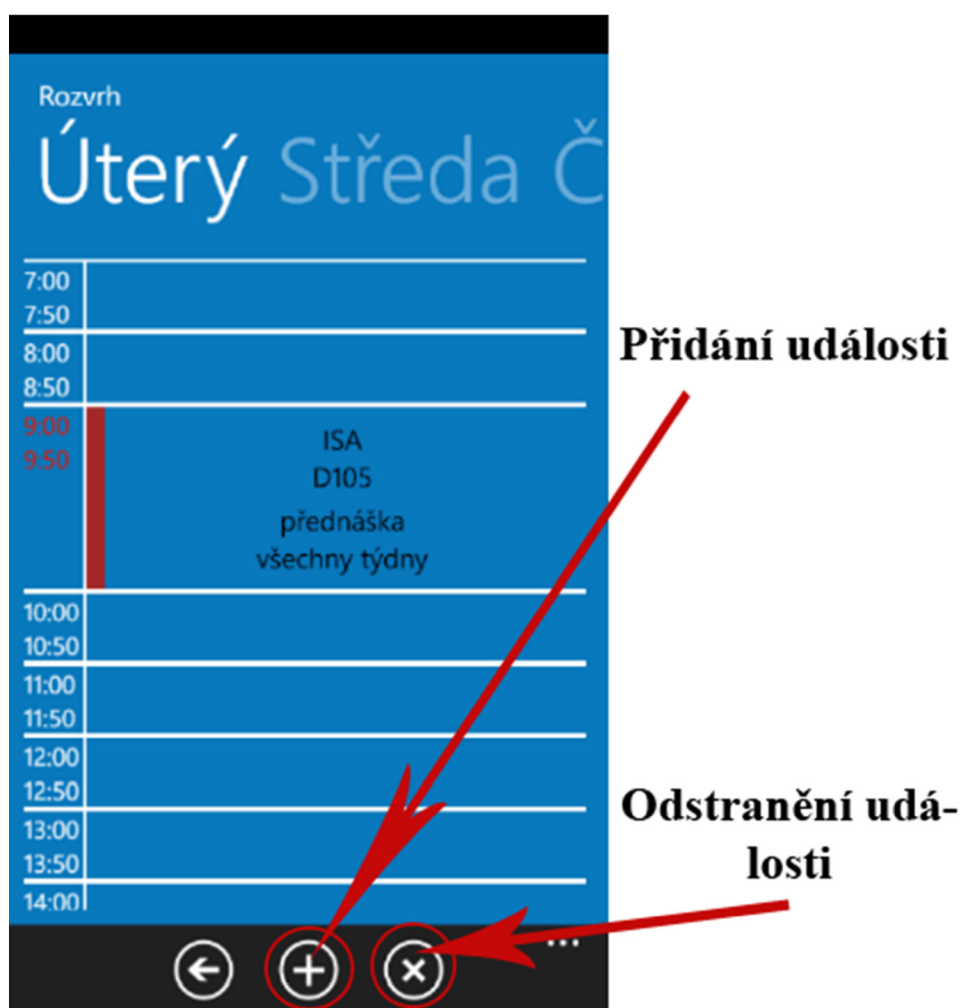 Rozvrh
Úterý Středa Č
7:00
7:50
8:00
8:50
9:00
9:50
ISA
D105
přednáška
všechny týdny
10:00
10:50
11:00
11:50
12:00
12:50
13:00
13:50
14:00
Přidání události
Odstranění udá-
losti